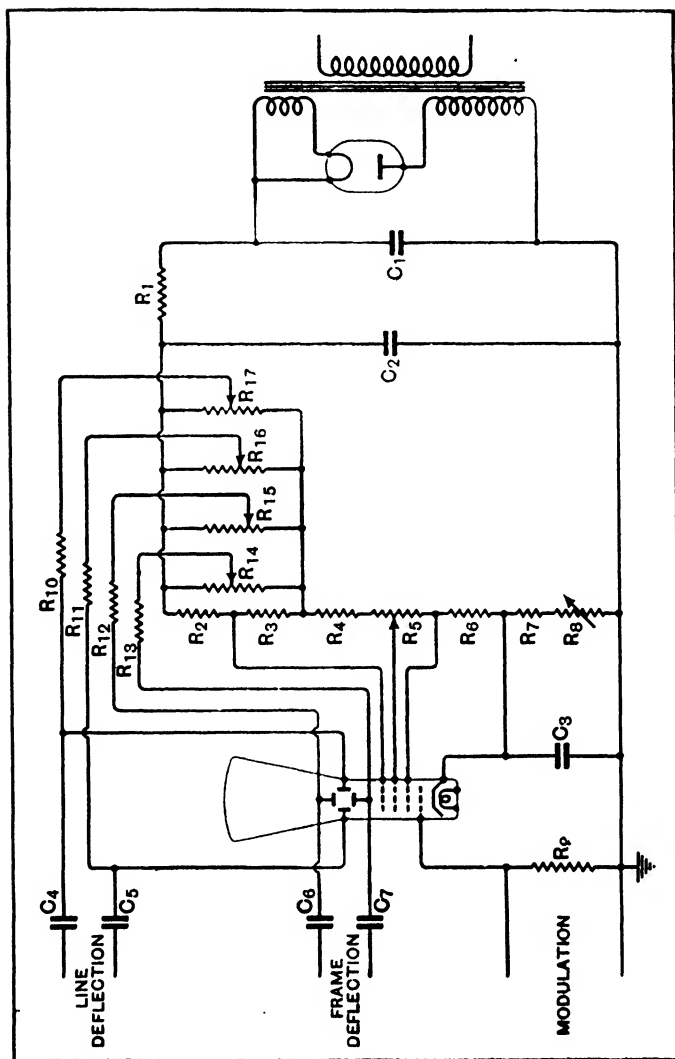 C1
R1
C2
R17
R16
R15
R14
R10
R11
R12
R13
R2
R3
R4
R5
R6
R7
R8
C3
R9
C4
C5
LINE
DEFLECTION
C6
C7
FRAME
DEFLECTION
MODULATION